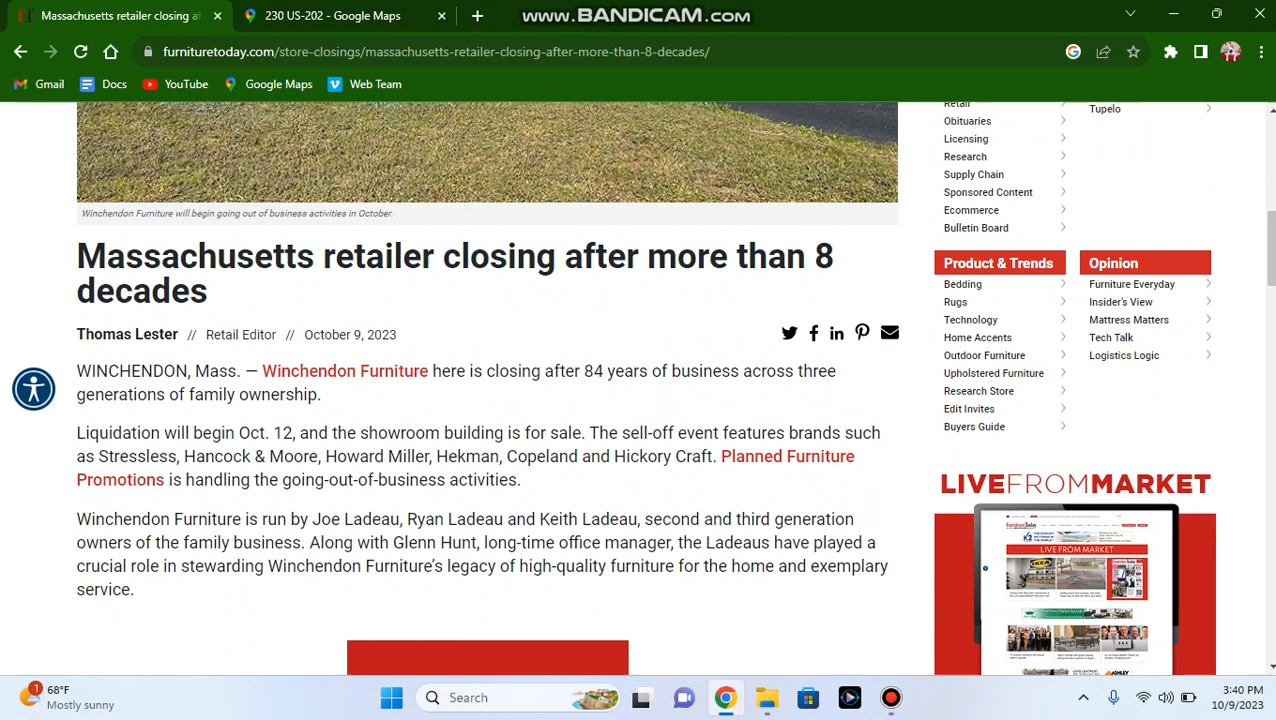 Massachusetts retailer closing af
230 US-202 - Google Maps
www.BANDICAM.com
furnituretoday.com/store-closings/massachusetts-retailer-closing-after-more-than-8-decades/
Gmail
Docs
YouTube
Google Maps
Web Team
Winchendon Furniture will begin going out of business activities in October.
Massachusetts retailer closing after more than 8
decades
Thomas Lester // Retail Editor // October 9, 2023
WINCHENDON, Mass. — Winchendon Furniture here is closing after 84 years of business across three
generations of family ownership.
Liquidation will begin Oct. 12, and the showroom building is for sale. The sell-off event features brands such
as Stressless, Hancock & Moore, Howard Miller, Hekman, Copeland and Hickory Craft. Planned Furniture
Promotions is handling the going-out-of-business activities.
Winchendon Furniture is run by Rick Ladeau, Ryan Ladeau and Keith Ladeau, second and third generation
owners of the family business. Along with Lori Hunt, long-time office manager, the Ladeaus have played a
crucial role in stewarding Winchendon Furniture's legacy of high-quality furniture for the home and exemplary
service.
Retail
Obituaries
Licensing
Research
Supply Chain
Sponsored Content
Ecommerce
Bulletin Board
Tupelo
Product & Trends
Bedding
Rugs
Technology
Home Accents
Outdoor Furniture
Upholstered Furniture
Research Store
Edit Invites
Buyers Guide
Opinion
Furniture Everyday
Insider's View
Mattress Matters
Tech Talk
Logistics Logic
LIVEFROMMARKET
LIVE FROM MARKET
IKEA
1
68°F
Mostly sunny
Search
3:40 PM
10/9/2023